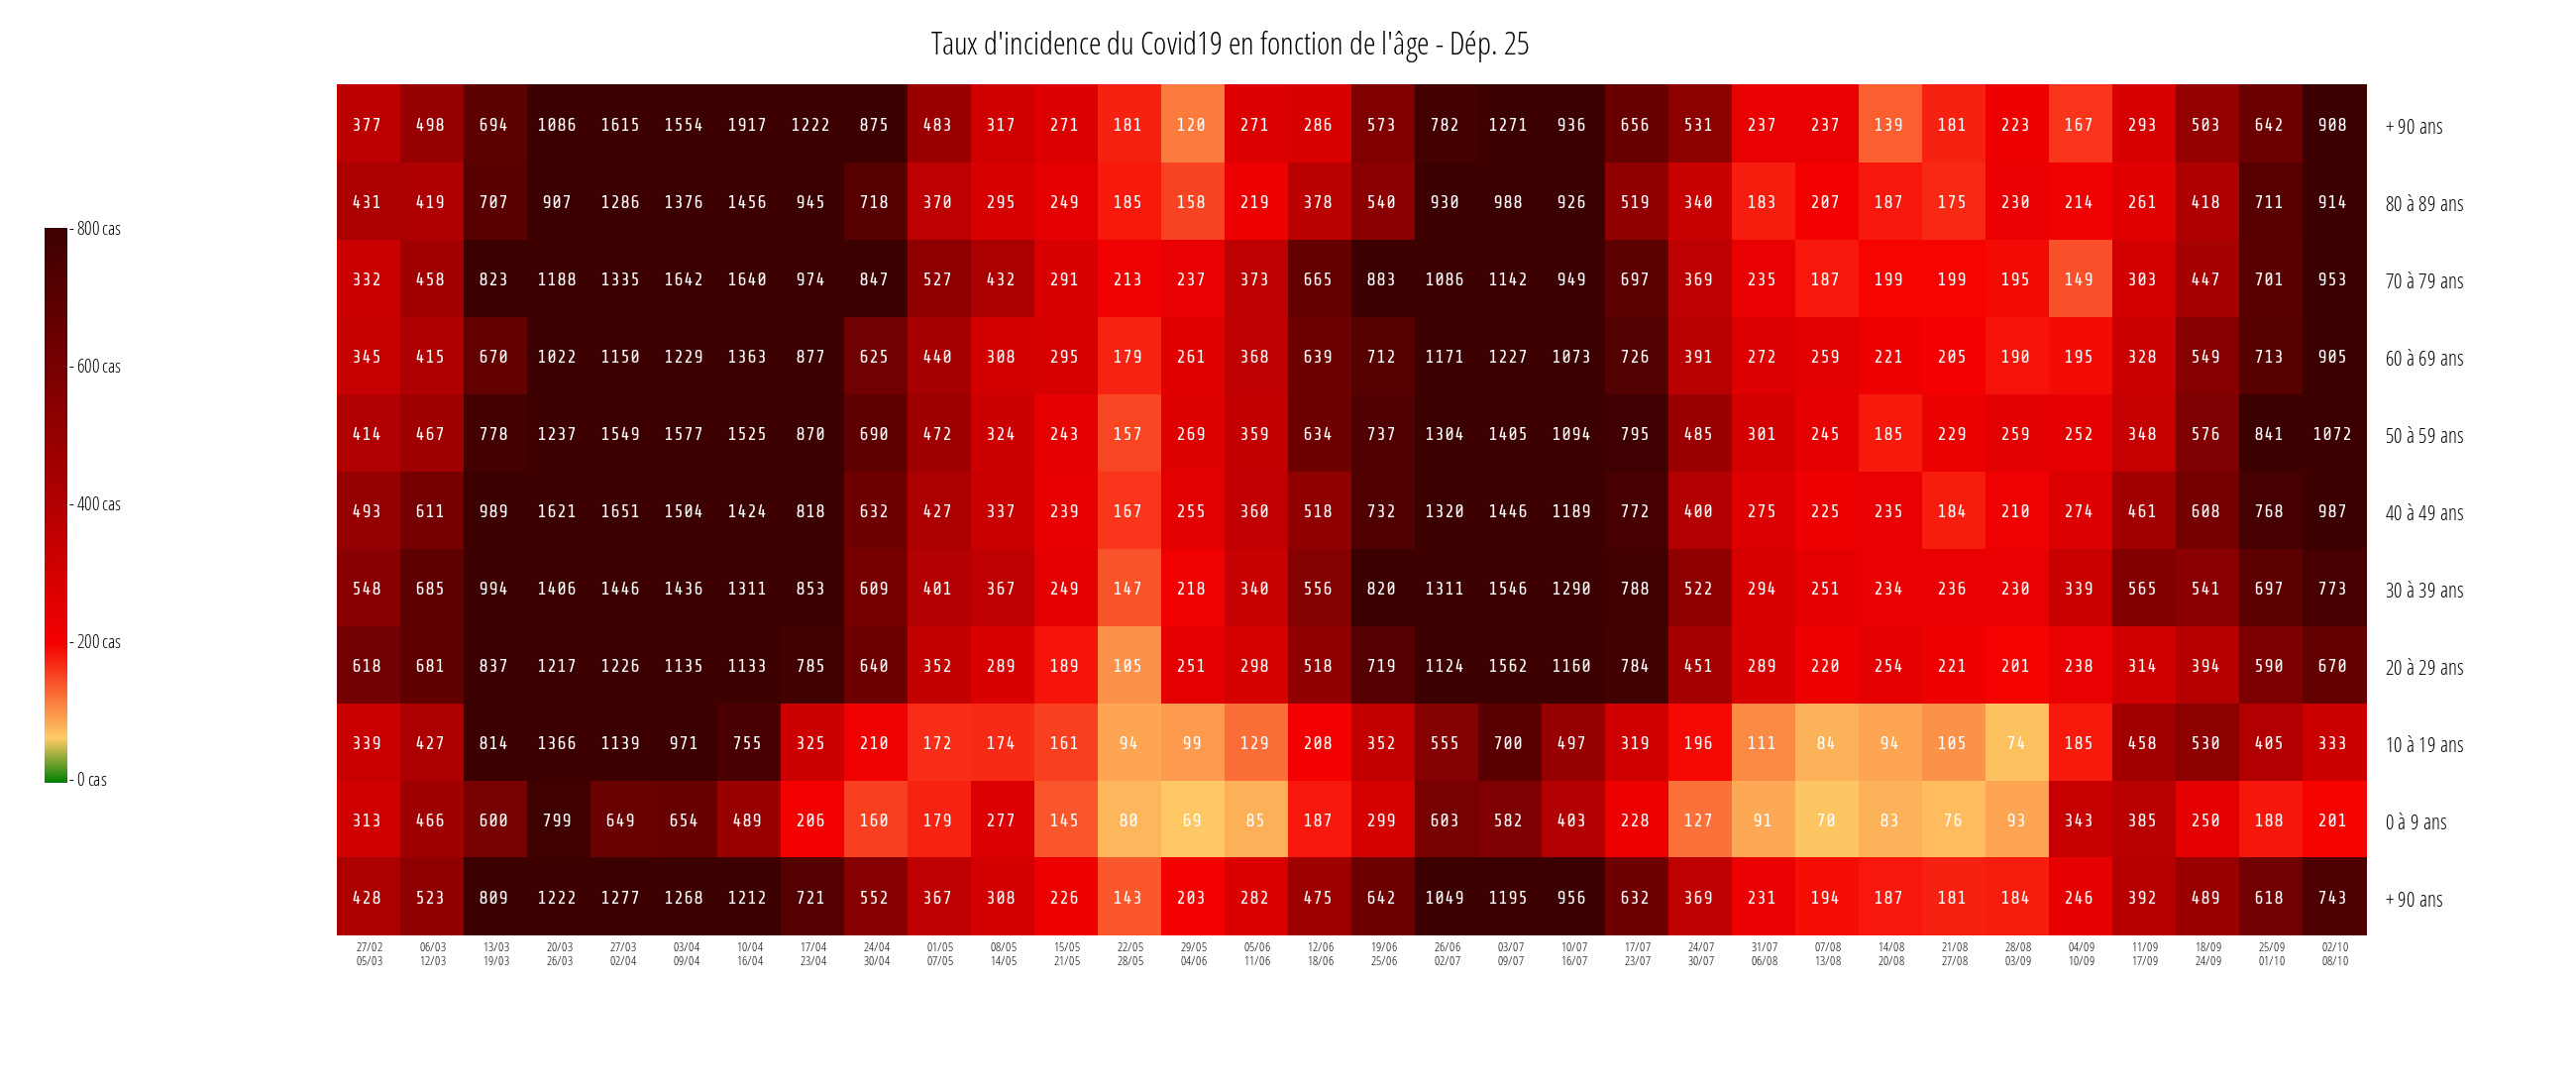 Taux d'incidence du Covid19 en fonction de l'âge - Dép. 25
377 498 694 1086 1615 1554 1917 1222 875 483 317 271 181 120 271 286 573 782 1271 936 656 531 237 237 139 181 223 167 293 503 642 908 + 90 ans
431 419 707 907 1286 1376 1456 945 718 370 295 249 185 158 219 378 540 930 988 926 519 340 183 207 187 175 230 214 261 418 711 914 80 à 89 ans
- 800 cas
332 458 823 1188 1335 1642 1640 974 847 527 432 291 213 237 373 665 883 1086 1142 949 697 369 235 187 199 199 195 149 303 447 701 953 70 à 79 ans
345 415 670 1022 1150 1229 1363 877 625 440 308 295 179 261 368 639 712 1171 1227 1073 726 391 272 259 221 205 190 195 328 549 713 905 60 à 69 ans
- 600 cas
414 467 778 1237 1549 1577 1525 870 690 472 324 243 157 269 359 634 737 1304 1405 1094 795 485 301 245 185 229 259 252 348 576 841 1072 50 à 59 ans
- 400 cas
493 611 989 1621 1651 1504 1424 818 632 427 337 239 167 255 360 518 732 1320 1446 1189 772 400 275 225 235 184 210 274 461 608 768 987 40 à 49 ans
548 685 994 1406 1446 1436 1311 853 609 401 367 249 147 218 340 556 820 1311 1546 1290 788 522 294 251 234 236 230 339 565 541 697 773 30 à 39 ans
- 200 cas
618 681 837 1217 1226 1135 1133 785 640 352 289 189 105 251 298 518 719 1124 1562 1160 784 451 289 220 254 221 201 238 314 394 590 670 20 à 29 ans
339 427 814 1366 1139 971 755 325 210 172 174 161 94 99 129 208 352 555 700 497 319 196 111 84 94 105 74 185 458 530 405 333 10 à 19 ans
- 0 cas
313 466 600 799 649 654 489 206 160 179 277 145 80 69 85 187 299 603 582 403 228 127 91 70 83 76 93 343 385 250 188 201 0 à 9 ans
428 523 809 1222 1277 1268 1212 721 552 367 308 226 143 203 282 475 642 1049 1195 956 632 369 231 194 187 181 184 246 392 489 618 743 + 90 ans
27/02 06/03 13/03 20/03 27/03 03/04 10/04 17/04 24/04 01/05 08/05 15/05 22/05 29/05 05/06 12/06 19/06 26/06 03/07 10/07 17/07 24/07 31/07 07/08 14/08 21/08 28/08 04/09 11/09 18/09 25/09 02/10
05/03 12/03 19/03 26/03 02/04 09/04 16/04 23/04 30/04 07/05 14/05 21/05 28/05 04/06 11/06 18/06 25/06 02/07 09/07 16/07 23/07 30/07 06/08 13/08 20/08 27/08 03/09 10/09 17/09 24/09 01/10 08/10